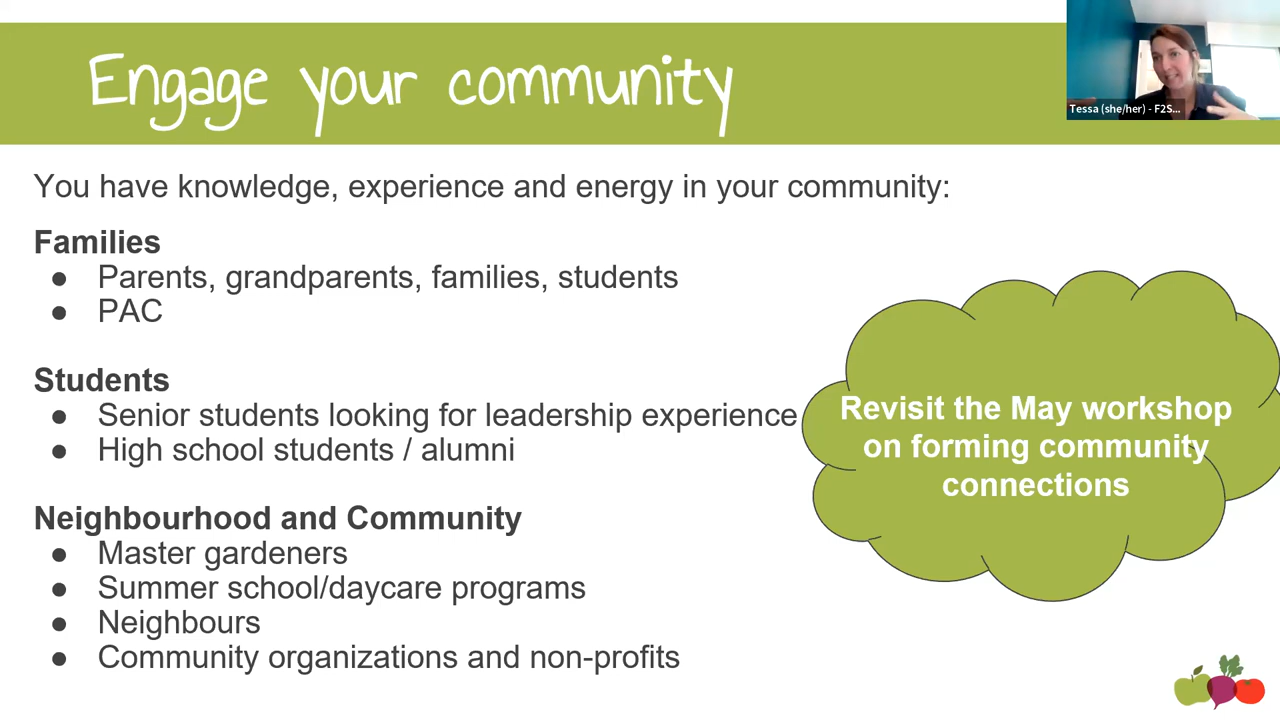 Engage your community
Tessa (she/her) - F2S...
You have knowledge, experience and energy in your community:
Families
● Parents, grandparents, families, students
● PAC
Students
● Senior students looking for leadership experience
● High school students / alumni
Neighbourhood and Community
● Master gardeners
● Summer school/daycare programs
● Neighbours
● Community organizations and non-profits
Revisit the May workshop
on forming community
connections